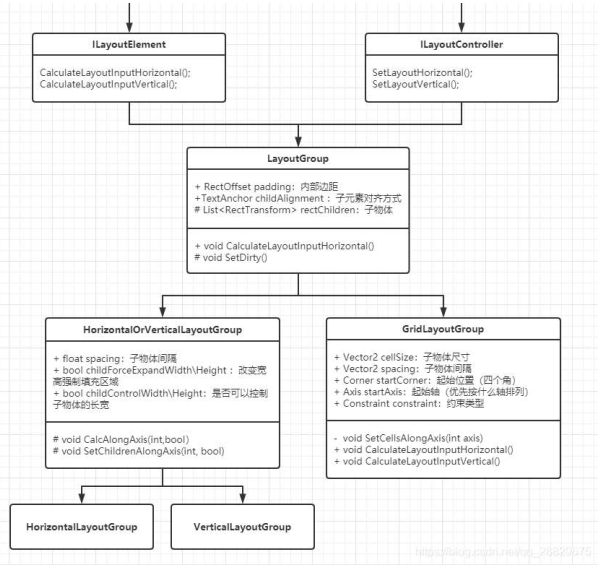 ILayoutElement
CalculateLayoutInputHorizontal();
CalculateLayoutInputVertical();
ILayoutController
SetLayoutHorizontal();
SetLayoutVertical();
LayoutGroup
+ RectOffset padding：内部边距
+TextAnchor childAlignment ：子元素对齐方式
# List<RectTransform> rectChildren：子物体
+ void CalculateLayoutInputHorizontal()
# void SetDirty()
HorizontalOrVerticalLayoutGroup
+ float spacing：子物体间隔
+ bool childForceExpandWidth\Height ：改变宽
高强制填充区域
+ bool childControlWidth\Height：是否可以控制
子物体的长宽
# void CalcAlongAxis(int,bool)
# void SetChildrenAlongAxis(int, bool)
GridLayoutGroup
+ Vector2 cellSize：子物体尺寸
+ Vector2 spacing：子物体间隔
+ Corner startCorner：起始位置（四个角）
+ Axis startAxis：起始轴（优先按什么轴排列）
+ Constraint constraint：约束类型
- void SetCellsAlongAxis(int axis)
+ void CalculateLayoutInputHorizontal()
+ void CalculateLayoutInputVertical()
HorizontalLayoutGroup
VerticalLayoutGroup